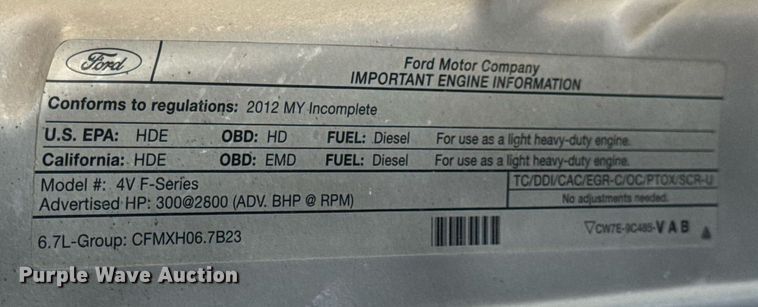 Ford
Ford Motor Company
IMPORTANT ENGINE INFORMATION
Conforms to regulations: 2012 MY Incomplete
U.S. EPA: HDE OBD: HD FUEL: Diesel For use as a light heavy-duty engine.
California: HDE OBD: EMD FUEL: Diesel For use as a light heavy-duty engine.
Model #: 4V F-Series TC/DDI/CAC/EGR-C/OC/PTOX/SCR-U
Advertised HP: 300@2800 (ADV. BHP @ RPM) No adjustments needed.
6.7L-Group: CFMXH06.7B23 CW7E-9C485-VAB
Purple Wave Auction